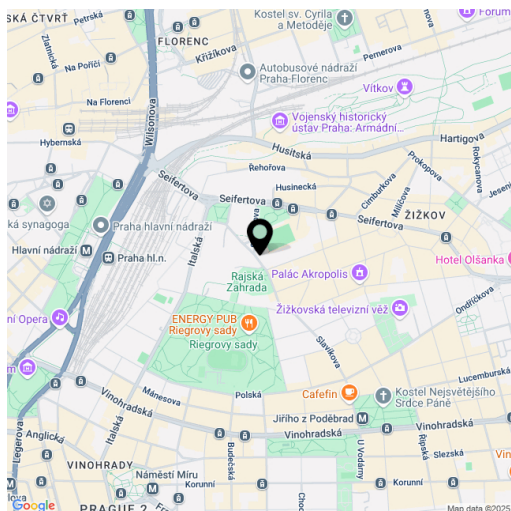 SKÁ ČTVRŤ
Petrská
FLORENC
Kostel sv. Cyrila
a Metoděje
Forum
Zlatnická
Na Poříčí
Křižíkova
Pernerova
Autobusové nádraží
Praha-Florenc
Vítkov
Na Florenci
Wilsonova
Vojenský historický
ústav Praha: Armádní...
Hybernská
Husitská
Hartigova
Prokopova
Rokycanova
Řehořova
Seifertova
Husinecká
Cimburkova
Milíčova
Jeseni
Seifertova
Seifertova
ŽIŽKOV
ká synagoga
Praha hlavní nádraží
Italská
Hlavní nádraží
Praha hl.n.
Hotel Olšanka
Rajská
Zahrada
Palác Akropolis
Ondříčkova
Žižkovská televizní věž
ní Opera
ENERGY PUB
Riegrovy sady
Riegrovy sady
Slavíkova
m
Lucemburská
Mánesova
Polská
Cafefin
Kostel Nejsvětějšího
Srdce Páně
Vinohradská
Legerova
Jiřího z Poděbrad
Vinohradská
Vinohradská
Anglická
Italská
Budečská
U Vodárny
Řipská
Slezská
VINOHRADY
Náměstí Míru
Korunní
Korunní
Vin
lova
PRAGUE 2
Choc
Google
Map data ©2025